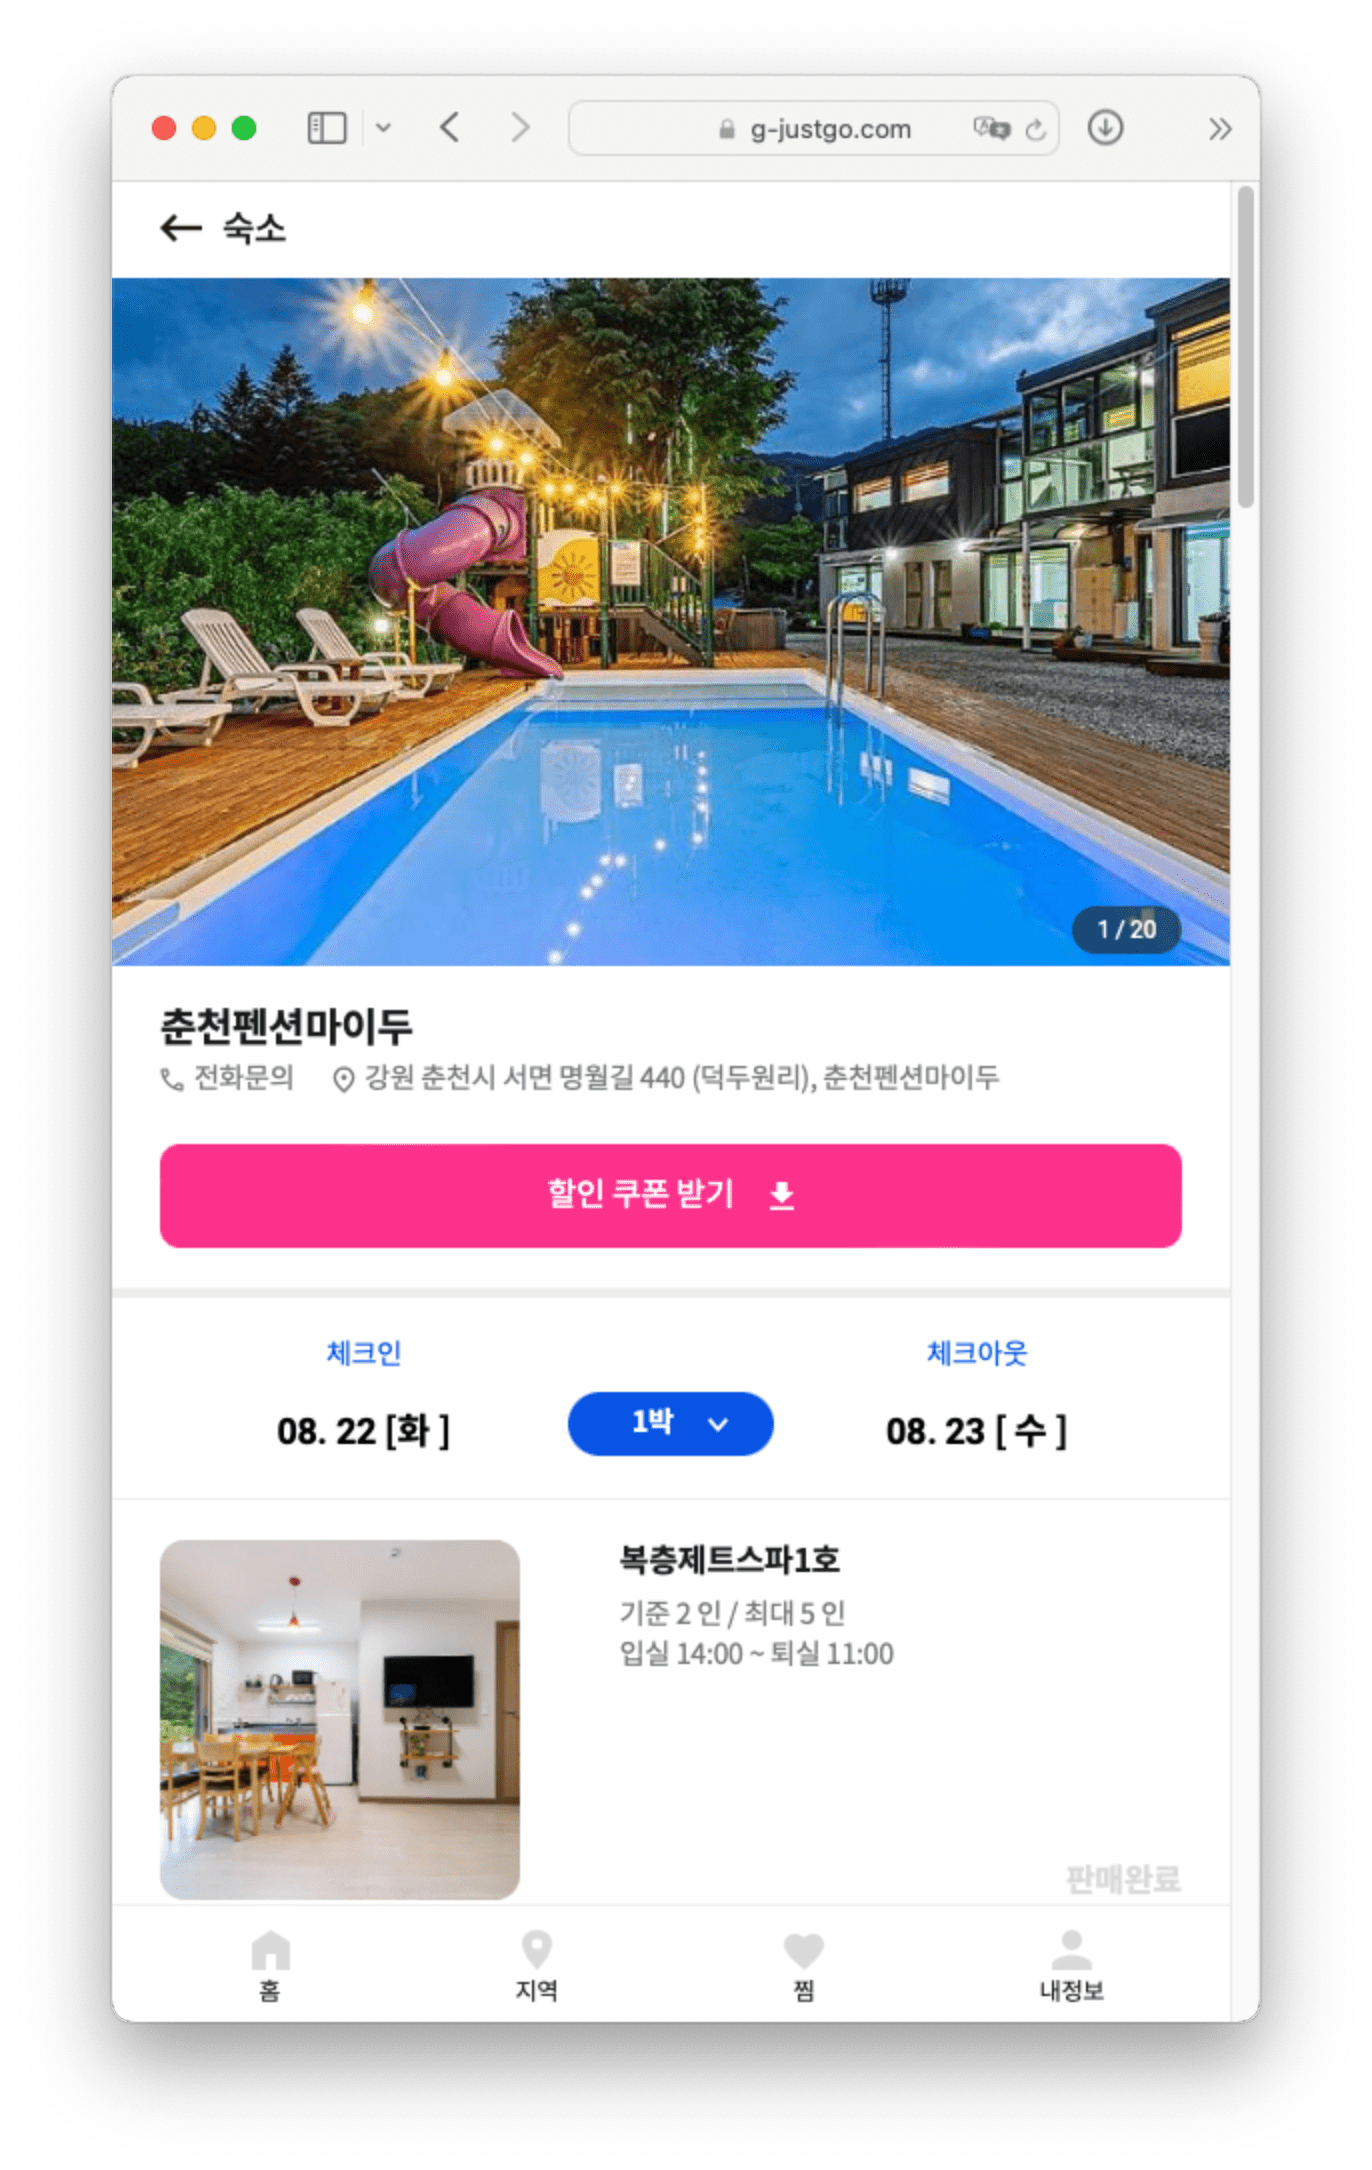 g-justgo.com
숙소
1 / 20
춘천펜션마이두
전화문의 강원 춘천시 서면 명월길 440 (덕두원리), 춘천펜션마이두
할인 쿠폰 받기
체크인 체크아웃
08. 22 [화 ] 1박 08. 23 [ 수 ]
복층제트스파1호
기준 2 인 / 최대 5 인
입실 14:00 ~ 퇴실 11:00
판매완료
홈 지역 찜 내정보